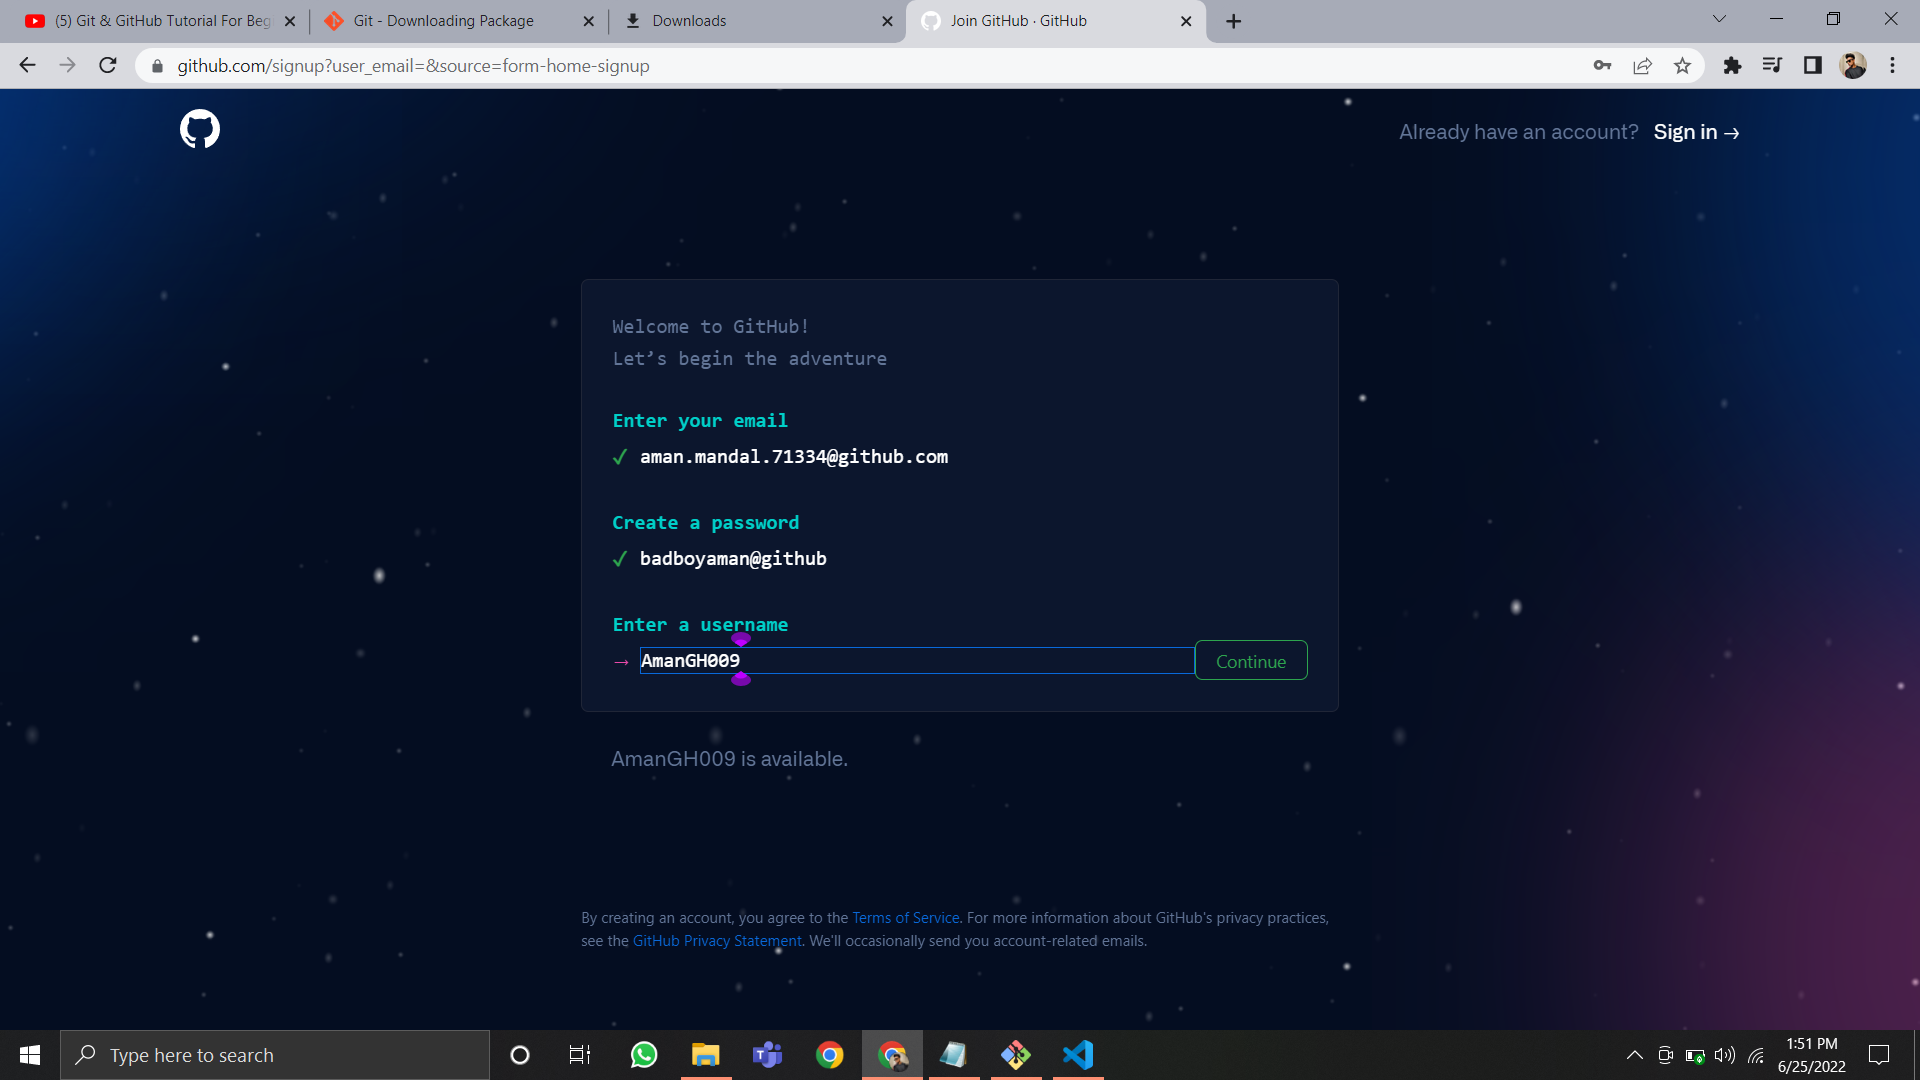 (5) Git & GitHub Tutorial For Beg
Git - Downloading Package
Downloads
Join GitHub · GitHub
github.com/signup?user_email=&source=form-home-signup
Already have an account? Sign in →
Welcome to GitHub!
Let’s begin the adventure
Enter your email
✓ aman.mandal.71334@github.com
Create a password
✓ badboyaman@github
Enter a username
→ AmanGH009
Continue
AmanGH009 is available.
By creating an account, you agree to the Terms of Service. For more information about GitHub's privacy practices,
see the GitHub Privacy Statement. We'll occasionally send you account-related emails.
Type here to search
1:51 PM
6/25/2022